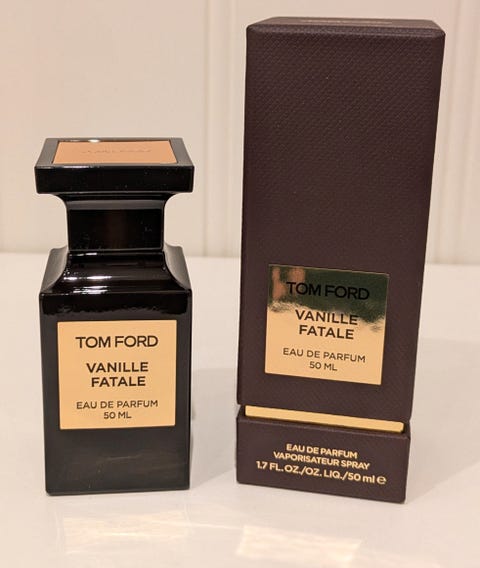 TOM FORD
VANILLE
FATALE
EAU DE PARFUM
50 ML
TOM FORD
VANILLE
FATALE
EAU DE PARFUM
50 ML
EAU DE PARFUM
VAPORISATEUR SPRAY
1.7 FL. OZ./OZ. LIQ./50 ml ℮